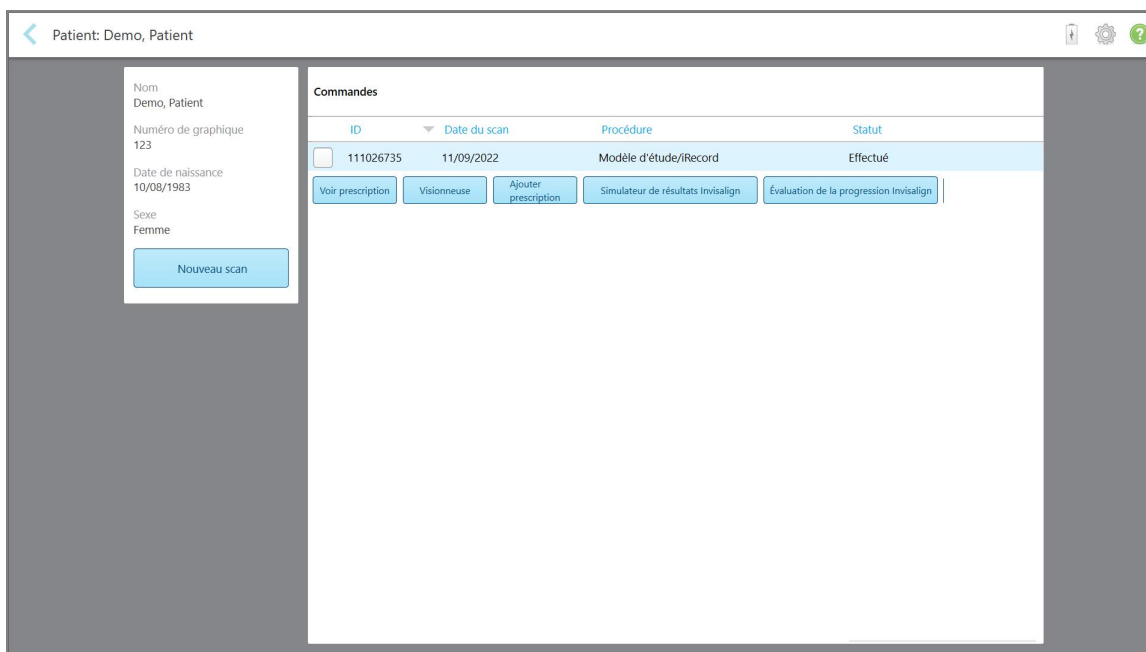 Patient: Demo, Patient
?
Nom
Demo, Patient
Numéro de graphique
123
Date de naissance
10/08/1983
Sexe
Femme
Nouveau scan
Commandes
ID Date du scan Procédure Statut
111026735 11/09/2022 Modèle d'étude/iRecord Effectué
Voir prescription
Visionneuse
Ajouter
prescription
Simulateur de résultats Invisalign
Évaluation de la progression Invisalign